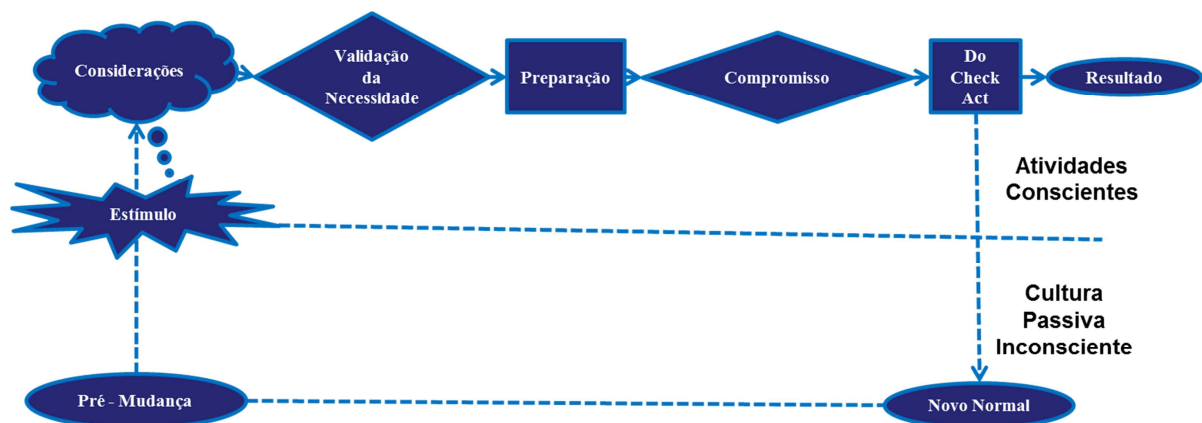 Considerações
Validação
da
Necessidade
Preparação
Compromisso
Do
Check
Act
Resultado
Atividades
Conscientes
Estímulo
Cultura
Passiva
Inconsciente
Pré - Mudança
Novo Normal